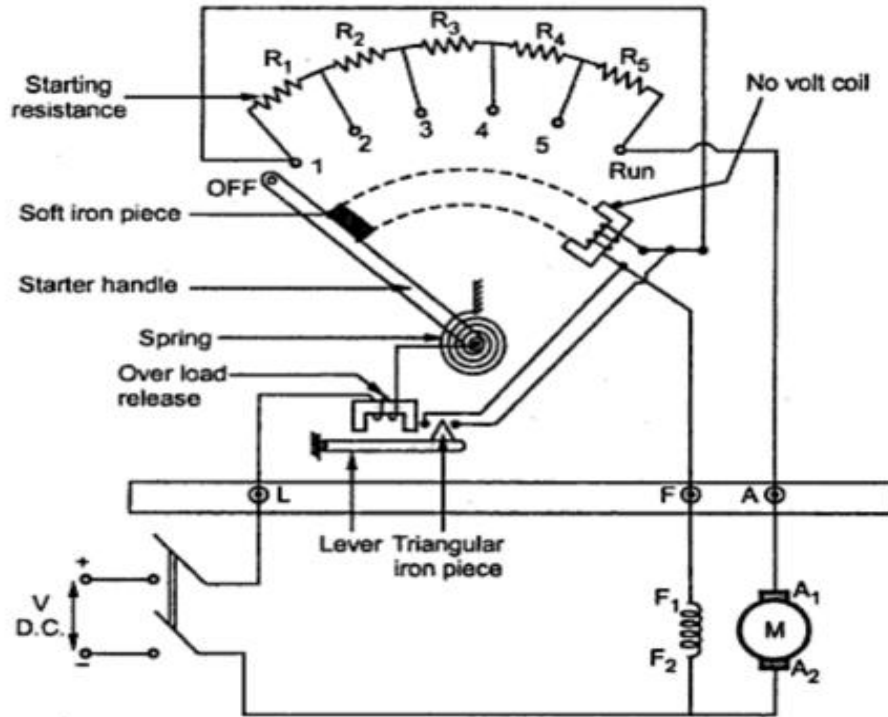 R1
R2
R3
R4
R5
Starting
resistance
No volt coil
1
2
3
4
5
Run
OFF
Soft iron piece
Starter handle
Spring
Over load
release
L
F
A
Lever
Triangular
iron piece
+
V
D.C.
−
F1
F2
A1
M
A2